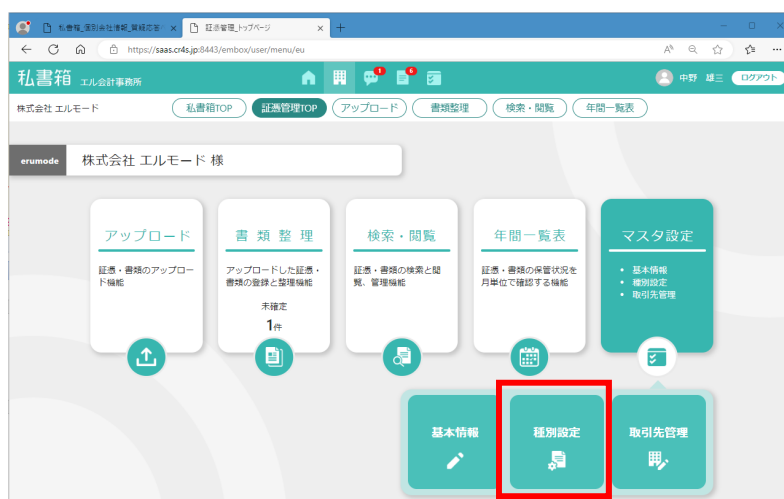 私書箱_個別会社情報_質疑応答
証憑管理_トップページ
https://saas.cr4s.jp:8443/embox/user/menu/eu
私書箱 エル会計事務所
1
6
中野 雄三
ログアウト
株式会社 エルモード
私書箱TOP
証憑管理TOP
アップロード
書類整理
検索・閲覧
年間一覧表
erumode
株式会社 エルモード 様
アップロード
証憑・書類のアップロー
ド機能
書類整理
アップロードした証憑・
書類の登録と整理機能
未確定
1件
検索・閲覧
証憑・書類の検索と閲
覧、管理機能
年間一覧表
証憑・書類の保管状況を
月単位で確認する機能
マスタ設定
• 基本情報
• 種別設定
• 取引先管理
基本情報
種別設定
取引先管理